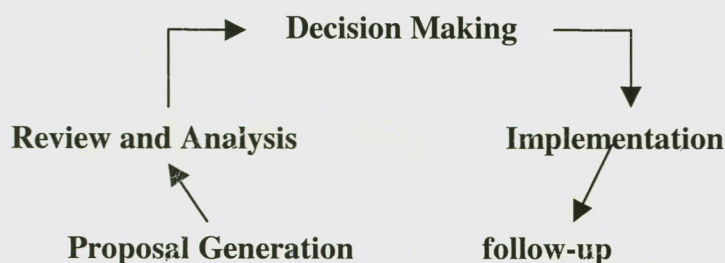 Decision Making
Review and Analysis
Implementation
Proposal Generation
follow-up